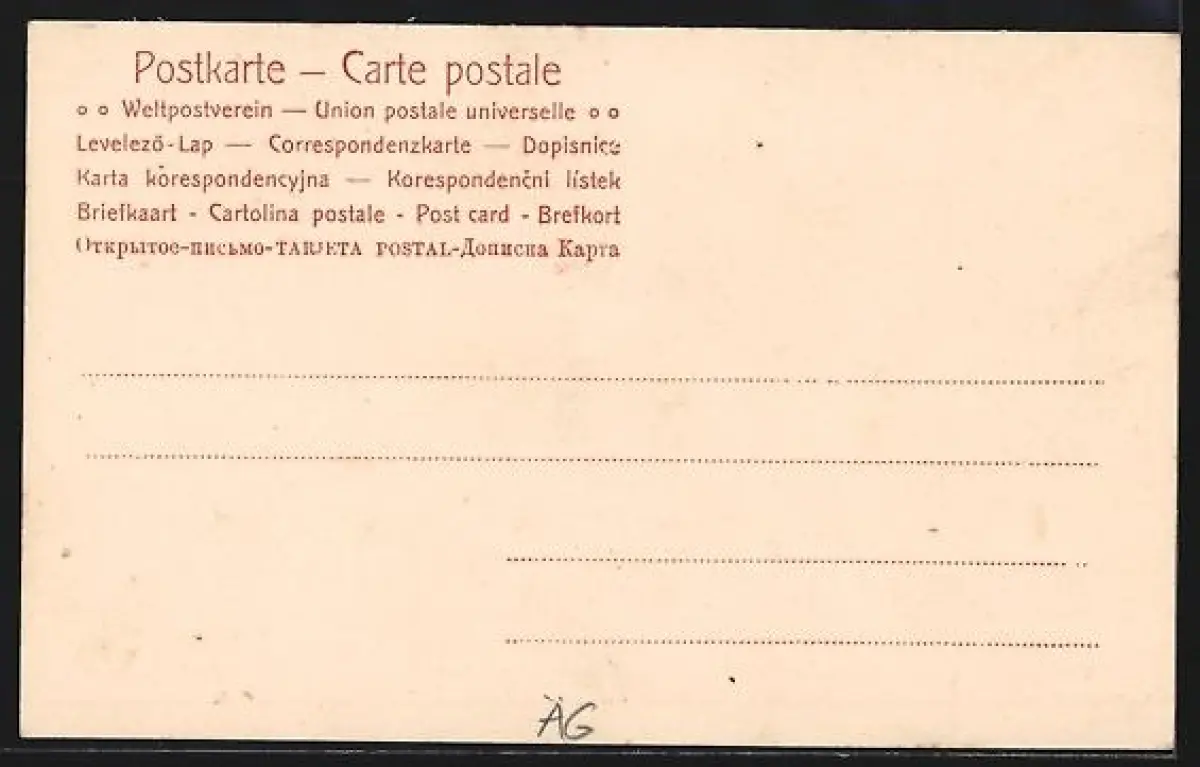 Postkarte – Carte postale
o o Weltpostverein — Union postale universelle o o
Levelező-Lap — Correspondenzkarte — Dopisnice
Karta korespondencyjna — Korespondenční lístek
Briefkaart - Cartolina postale - Post card - Brefkort
Открытое-письмо-TARJETA POSTAL-Дописна Карта
ÄG